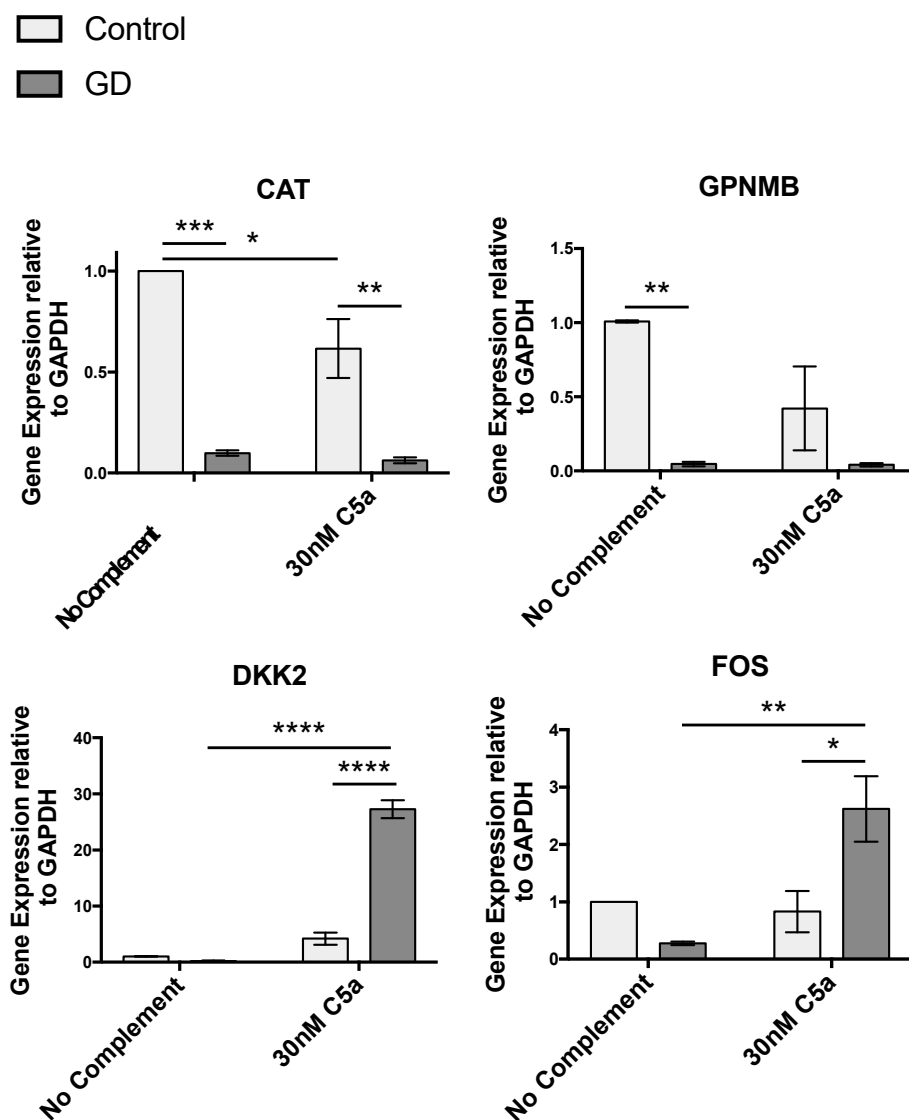 Control
GD
CAT
Gene Expression relative
to GAPDH
1.0
0.5
0.0
***
*
**
No Complement
30nM C5a
GPNMB
Gene Expression relative
to GAPDH
1.5
1.0
0.5
0.0
**
No Complement
30nM C5a
DKK2
Gene Expression relative
to GAPDH
40
30
20
10
0
****
****
No Complement
30nM C5a
FOS
Gene Expression relative
to GAPDH
4
3
2
1
0
**
*
No Complement
30nM C5a